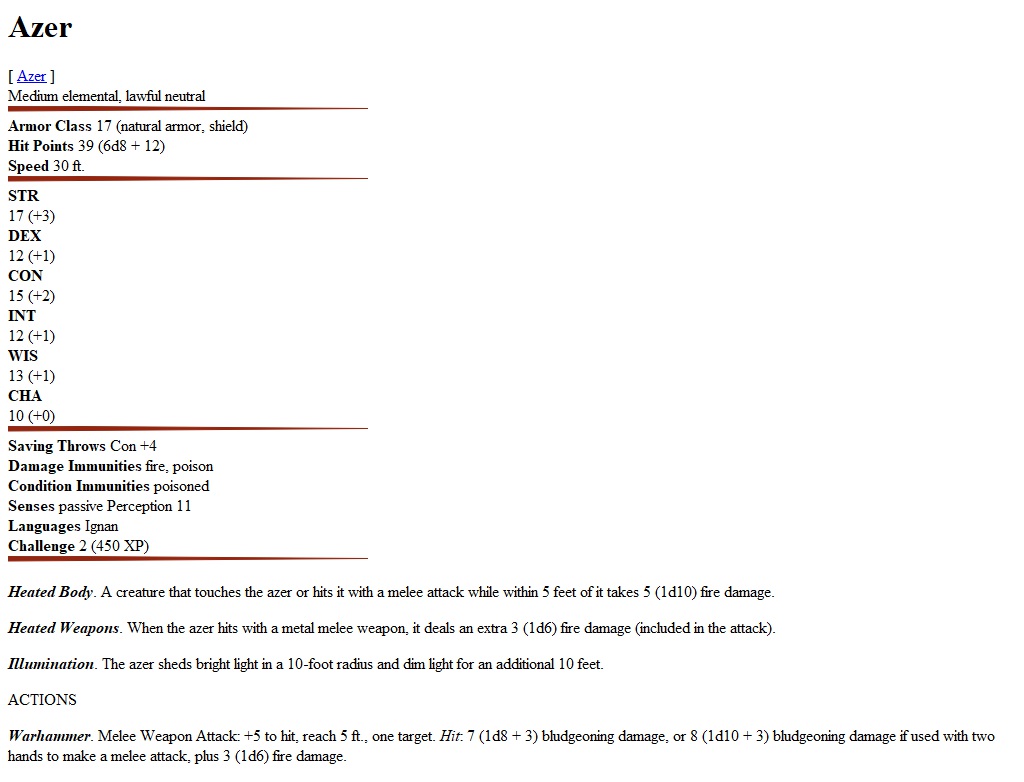 Azer
[ Azer ]
Medium elemental, lawful neutral
Armor Class 17 (natural armor, shield)
Hit Points 39 (6d8 + 12)
Speed 30 ft.
STR
17 (+3)
DEX
12 (+1)
CON
15 (+2)
INT
12 (+1)
WIS
13 (+1)
CHA
10 (+0)
Saving Throws Con +4
Damage Immunities fire, poison
Condition Immunities poisoned
Senses passive Perception 11
Languages Ignan
Challenge 2 (450 XP)
Heated Body. A creature that touches the azer or hits it with a melee attack while within 5 feet of it takes 5 (1d10) fire damage.
Heated Weapons. When the azer hits with a metal melee weapon, it deals an extra 3 (1d6) fire damage (included in the attack).
Illumination. The azer sheds bright light in a 10-foot radius and dim light for an additional 10 feet.
ACTIONS
Warhammer. Melee Weapon Attack: +5 to hit, reach 5 ft., one target. Hit: 7 (1d8 + 3) bludgeoning damage, or 8 (1d10 + 3) bludgeoning damage if used with two
hands to make a melee attack, plus 3 (1d6) fire damage.